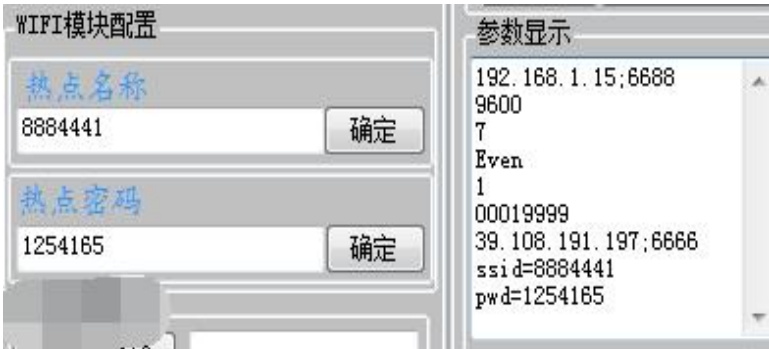 WIFI模块配置
热点名称
8884441
确定
热点密码
1254165
确定
参数显示
192.168.1.15;6688
9600
7
Even
1
00019999
39.108.191.197;6666
ssid=8884441
pwd=1254165